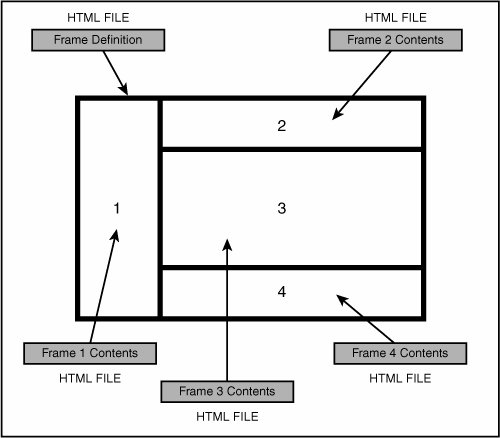 HTML FILE
Frame Definition
HTML FILE
Frame 2 Contents
2
1
3
4
Frame 1 Contents
HTML FILE
Frame 3 Contents
HTML FILE
Frame 4 Contents
HTML FILE